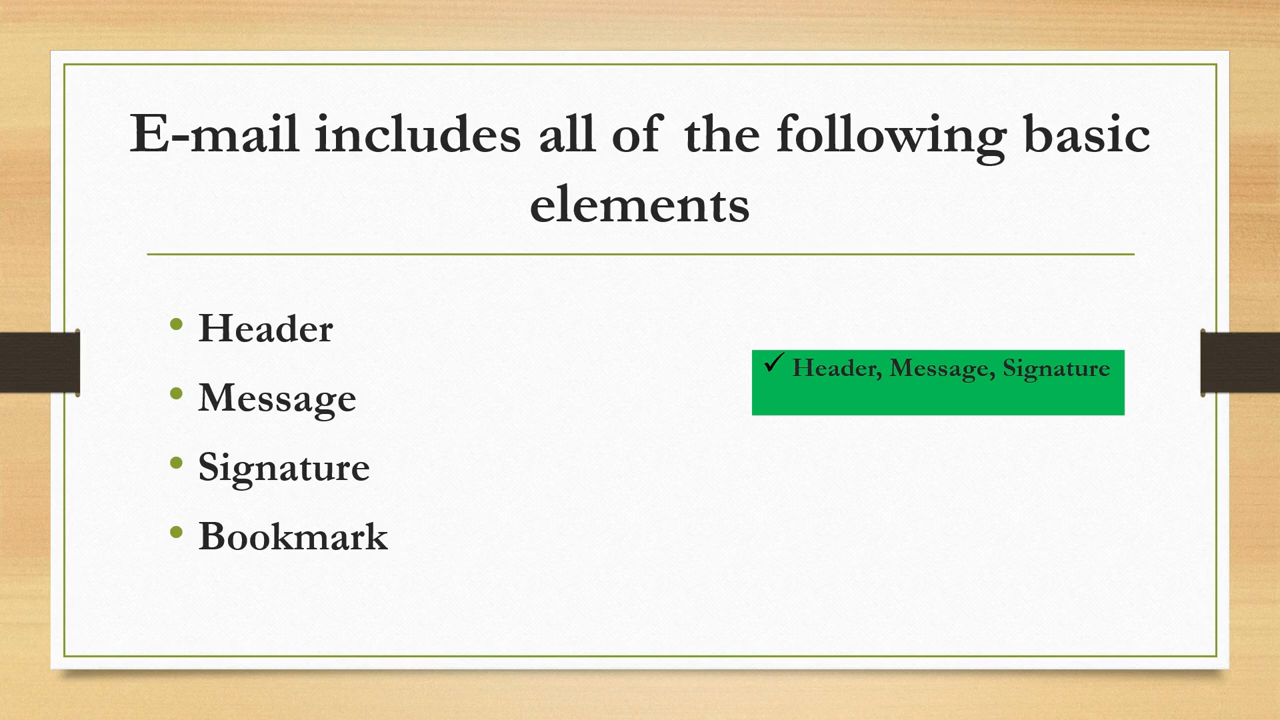 E-mail includes all of the following basic
elements
• Header
• Message
• Signature
• Bookmark
✓ Header, Message, Signature